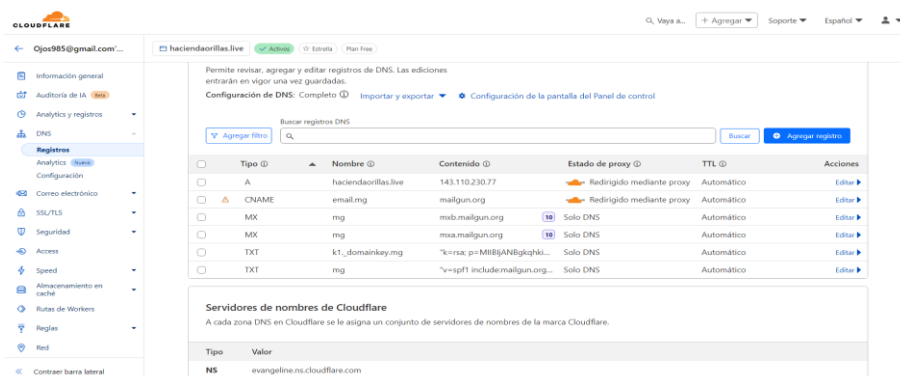 CLOUDFLARE
Vaya a... + Agregar Soporte Español
Ojos985@gmail.com'... haciendaorillas.live Activos Estrella Plan Free
Información general
Auditoría de IA Beta
Analytics y registros
DNS
Registros
Analytics Nuevo
Configuración
Correo electrónico
SSL/TLS
Seguridad
Access
Speed
Almacenamiento en
caché
Rutas de Workers
Reglas
Red
Contraer barra lateral
Permite revisar, agregar y editar registros de DNS. Las ediciones
entrarán en vigor una vez guardadas.
Configuración de DNS: Completo Importar y exportar Configuración de la pantalla del Panel de control
Buscar registros DNS
Agregar filtro Buscar Agregar registro
Tipo Nombre Contenido Estado de proxy TTL Acciones
A haciendaorillas.live 143.110.230.77 Redirigido mediante proxy Automático Editar
CNAME email.mg mailgun.org Redirigido mediante proxy Automático Editar
MX mg mxb.mailgun.org 10 Solo DNS Automático Editar
MX mg mxa.mailgun.org 10 Solo DNS Automático Editar
TXT k1._domainkey.mg "k=rsa; p=MIIBIjANBgkqhki... Solo DNS Automático Editar
TXT mg "v=spf1 include:mailgun.org... Solo DNS Automático Editar
Servidores de nombres de Cloudflare
A cada zona DNS en Cloudflare se le asigna un conjunto de servidores de nombres de la marca Cloudflare.
Tipo Valor
NS evangeline.ns.cloudflare.com